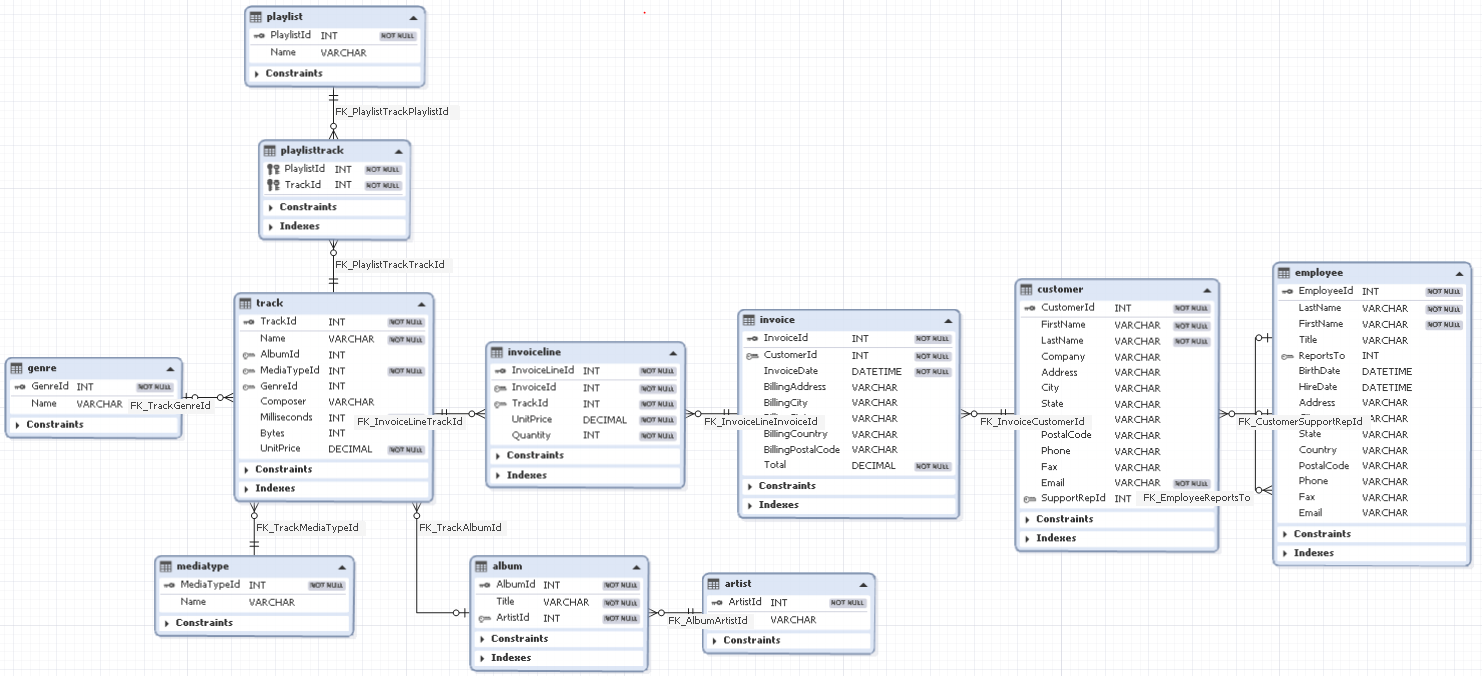 playlist
PlaylistId INT NOT NULL
Name VARCHAR
Constraints
FK_PlaylistTrackPlaylistId
playlisttrack
PlaylistId INT NOT NULL
TrackId INT NOT NULL
Constraints
Indexes
FK_PlaylistTrackTrackId
track
TrackId INT NOT NULL
Name VARCHAR NOT NULL
AlbumId INT
MediaTypeId INT NOT NULL
GenreId INT
Composer VARCHAR
Milliseconds INT NOT NULL
Bytes INT
UnitPrice DECIMAL NOT NULL
Constraints
Indexes
genre
GenreId INT NOT NULL
Name VARCHAR
Constraints
FK_TrackGenreId
FK_InvoiceLineTrackId
invoiceline
InvoiceLineId INT NOT NULL
InvoiceId INT NOT NULL
TrackId INT NOT NULL
UnitPrice DECIMAL NOT NULL
Quantity INT NOT NULL
Constraints
Indexes
FK_InvoiceLineInvoiceId
invoice
InvoiceId INT NOT NULL
CustomerId INT NOT NULL
InvoiceDate DATETIME NOT NULL
BillingAddress VARCHAR
BillingCity VARCHAR
VARCHAR
BillingCountry VARCHAR
BillingPostalCode VARCHAR
Total DECIMAL NOT NULL
Constraints
Indexes
FK_InvoiceCustomerId
customer
CustomerId INT NOT NULL
FirstName VARCHAR NOT NULL
LastName VARCHAR NOT NULL
Company VARCHAR
Address VARCHAR
City VARCHAR
State VARCHAR
VARCHAR
PostalCode VARCHAR
Phone VARCHAR
Fax VARCHAR
Email VARCHAR NOT NULL
SupportRepId INT
Constraints
Indexes
FK_CustomerSupportRepId
FK_EmployeeReportsTo
employee
EmployeeId INT NOT NULL
LastName VARCHAR NOT NULL
FirstName VARCHAR NOT NULL
Title VARCHAR
ReportsTo INT
BirthDate DATETIME
HireDate DATETIME
Address VARCHAR
VARCHAR
State VARCHAR
Country VARCHAR
PostalCode VARCHAR
Phone VARCHAR
Fax VARCHAR
Email VARCHAR
Constraints
Indexes
FK_TrackMediaTypeId
FK_TrackAlbumId
mediatype
MediaTypeId INT NOT NULL
Name VARCHAR
Constraints
album
AlbumId INT NOT NULL
Title VARCHAR NOT NULL
ArtistId INT NOT NULL
Constraints
Indexes
FK_AlbumArtistId
artist
ArtistId INT NOT NULL
VARCHAR
Constraints